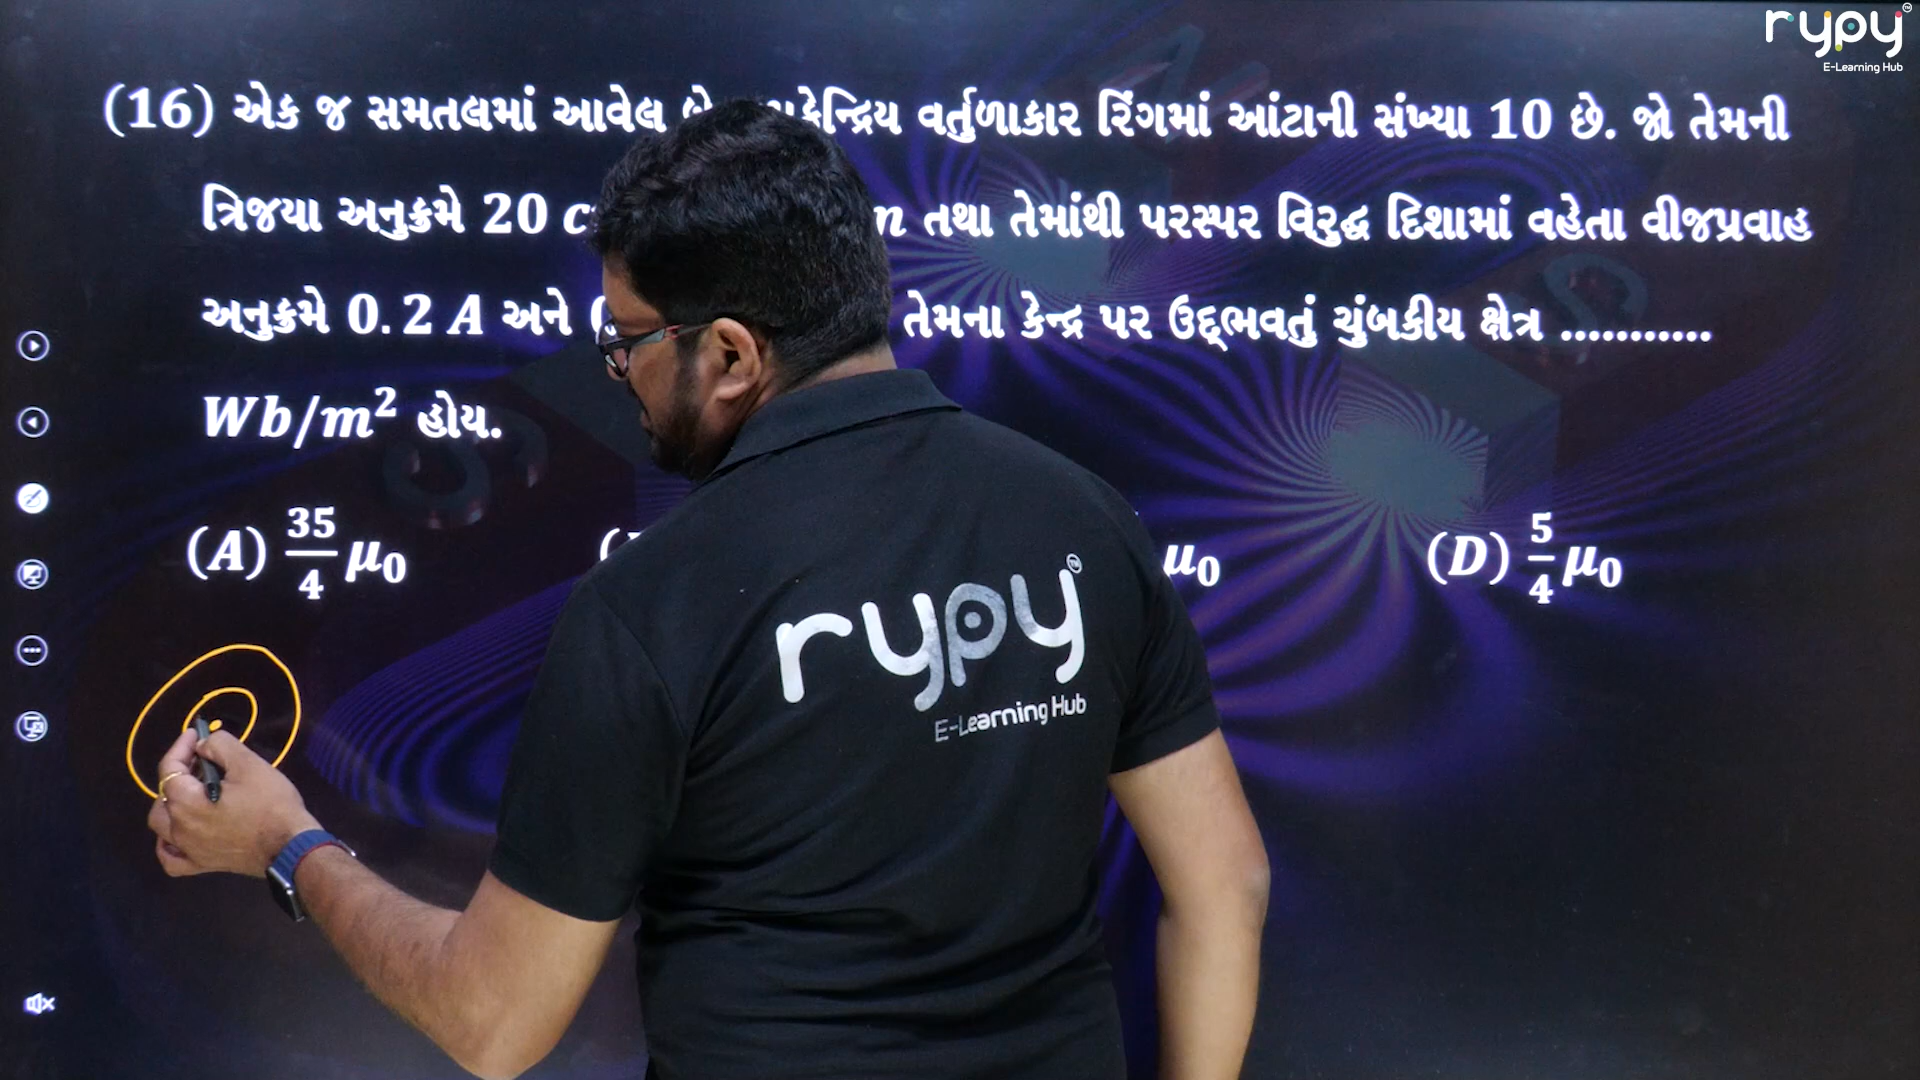 rypy
E-Learning Hub
(16) એક જ સમતલમાં આવેલ વર્તુળાકાર રિંગમાં આંટાની સંખ્યા 10 છે. જો તેમની
ત્રિજયા અનુક્રમે 20 તથા તેમાંથી પરસ્પર વિરુદ્ધ દિશામાં વહેતા વીજપ્રવાહ
અનુક્રમે 0.2 A અને તેમના કેન્દ્ર પર ઉદ્દભવતું ચુંબકીય ક્ષેત્ર ...........
Wb/m² હોય.
(A) 35/4 μ₀ μ₀ (D) 5/4 μ₀
rypy
E-Learning Hub